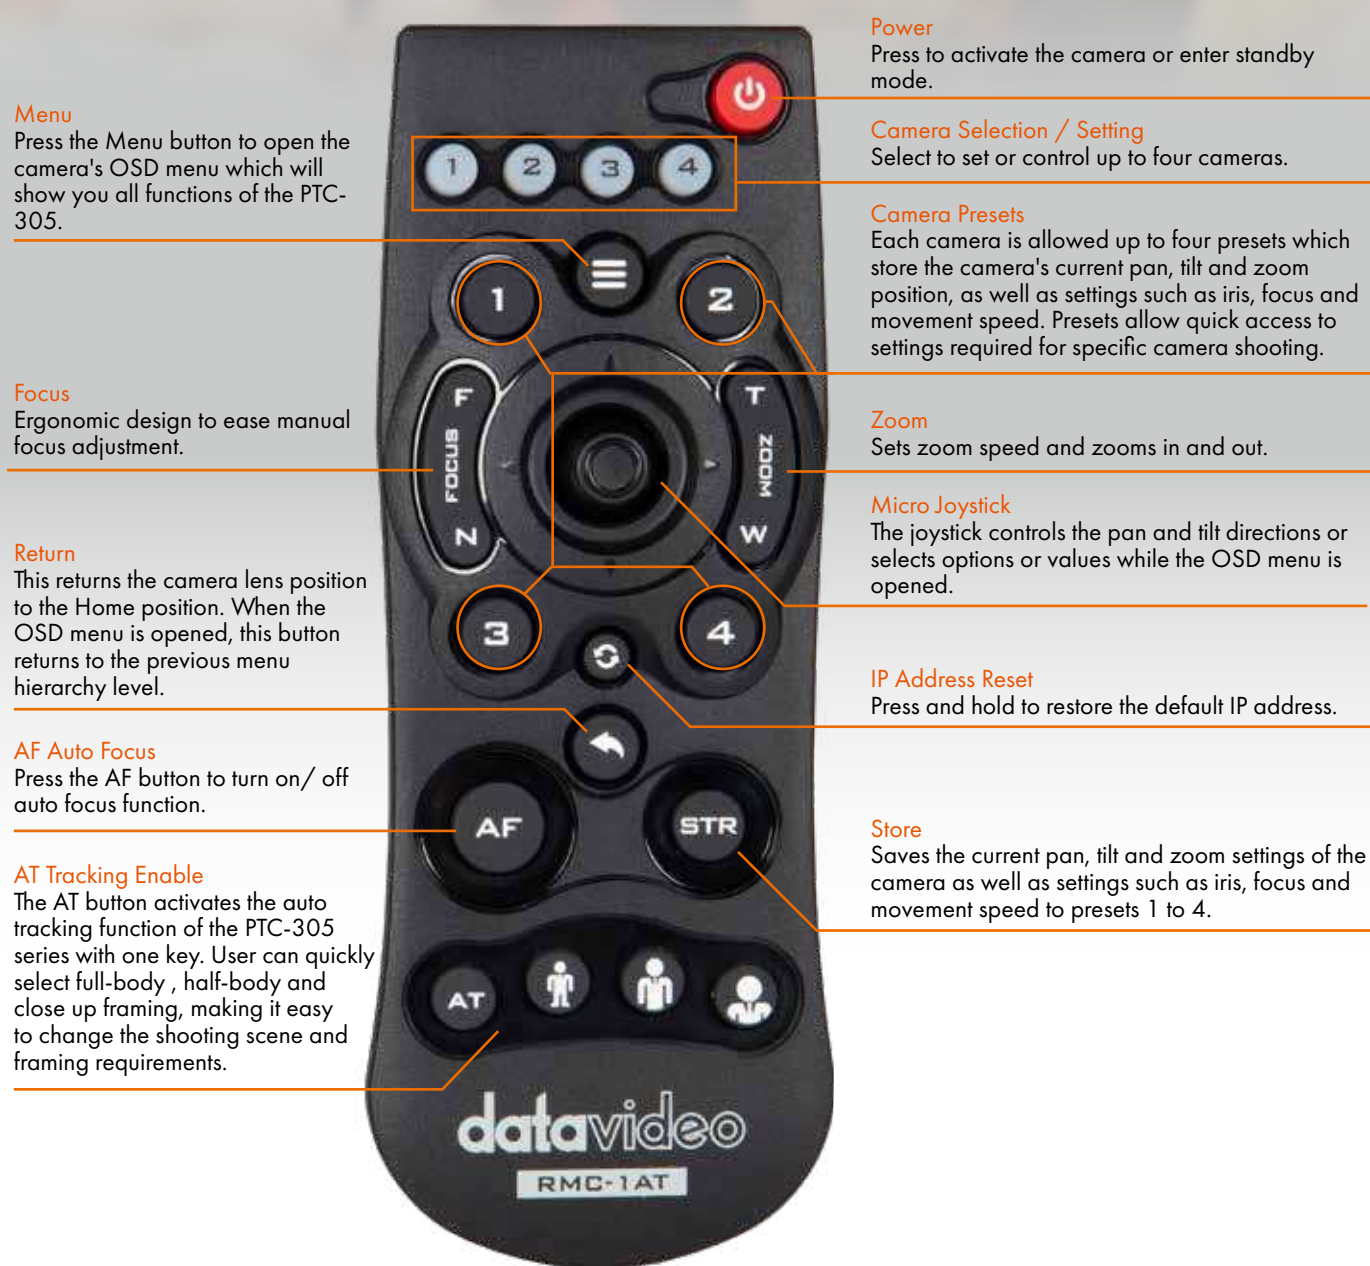 Menu
Press the Menu button to open the
camera's OSD menu which will
show you all functions of the PTC-
305.
Focus
Ergonomic design to ease manual
focus adjustment.
Return
This returns the camera lens position
to the Home position. When the
OSD menu is opened, this button
returns to the previous menu
hierarchy level.
AF Auto Focus
Press the AF button to turn on/ off
auto focus function.
AT Tracking Enable
The AT button activates the auto
tracking function of the PTC-305
series with one key. User can quickly
select full-body , half-body and
close up framing, making it easy
to change the shooting scene and
framing requirements.
1 2 3 4
1 2
F FOCUS N
T ZOOM W
3 4
AF STR
AT
datavideo
RMC-1AT
Power
Press to activate the camera or enter standby
mode.
Camera Selection / Setting
Select to set or control up to four cameras.
Camera Presets
Each camera is allowed up to four presets which
store the camera's current pan, tilt and zoom
position, as well as settings such as iris, focus and
movement speed. Presets allow quick access to
settings required for specific camera shooting.
Zoom
Sets zoom speed and zooms in and out.
Micro Joystick
The joystick controls the pan and tilt directions or
selects options or values while the OSD menu is
opened.
IP Address Reset
Press and hold to restore the default IP address.
Store
Saves the current pan, tilt and zoom settings of the
camera as well as settings such as iris, focus and
movement speed to presets 1 to 4.